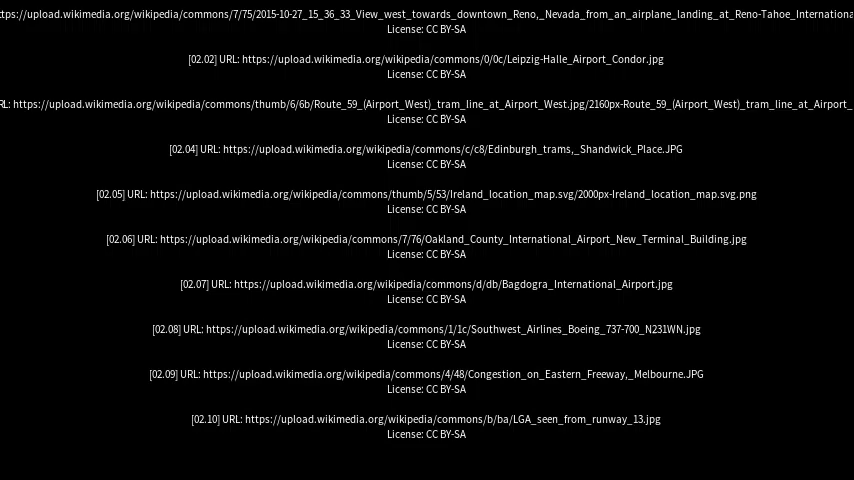 ttps://upload.wikimedia.org/wikipedia/commons/7/75/2015-10-27_15_36_33_View_west_towards_downtown_Reno,_Nevada_from_an_airplane_landing_at_Reno-Tahoe_Internationa
License: CC BY-SA
[02.02] URL: https://upload.wikimedia.org/wikipedia/commons/0/0c/Leipzig-Halle_Airport_Condor.jpg
License: CC BY-SA
RL: https://upload.wikimedia.org/wikipedia/commons/thumb/6/6b/Route_59_(Airport_West)_tram_line_at_Airport_West.jpg/2160px-Route_59_(Airport_West)_tram_line_at_Airport_
License: CC BY-SA
[02.04] URL: https://upload.wikimedia.org/wikipedia/commons/c/c8/Edinburgh_trams,_Shandwick_Place.JPG
License: CC BY-SA
[02.05] URL: https://upload.wikimedia.org/wikipedia/commons/thumb/5/53/Ireland_location_map.svg/2000px-Ireland_location_map.svg.png
License: CC BY-SA
[02.06] URL: https://upload.wikimedia.org/wikipedia/commons/7/76/Oakland_County_International_Airport_New_Terminal_Building.jpg
License: CC BY-SA
[02.07] URL: https://upload.wikimedia.org/wikipedia/commons/d/db/Bagdogra_International_Airport.jpg
License: CC BY-SA
[02.08] URL: https://upload.wikimedia.org/wikipedia/commons/1/1c/Southwest_Airlines_Boeing_737-700_N231WN.jpg
License: CC BY-SA
[02.09] URL: https://upload.wikimedia.org/wikipedia/commons/4/48/Congestion_on_Eastern_Freeway,_Melbourne.JPG
License: CC BY-SA
[02.10] URL: https://upload.wikimedia.org/wikipedia/commons/b/ba/LGA_seen_from_runway_13.jpg
License: CC BY-SA